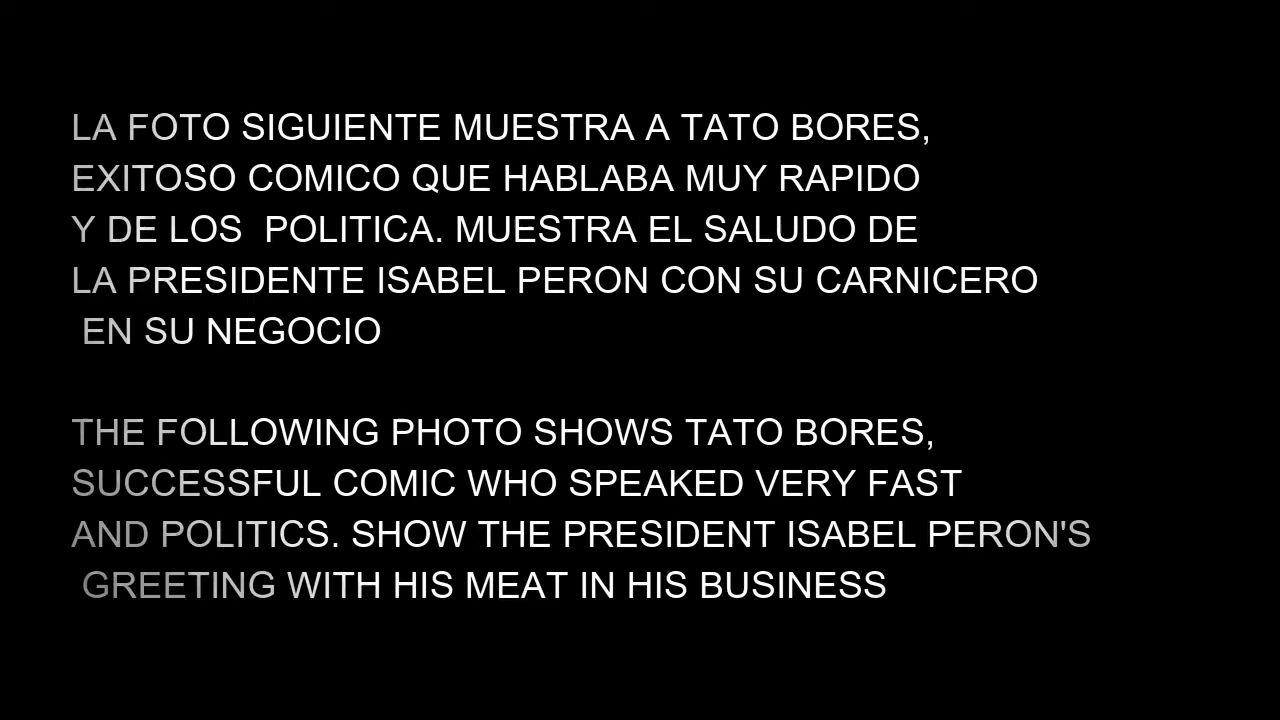 LA FOTO SIGUIENTE MUESTRA A TATO BORES,
EXITOSO COMICO QUE HABLABA MUY RAPIDO
Y DE LOS  POLITICA. MUESTRA EL SALUDO DE
LA PRESIDENTE ISABEL PERON CON SU CARNICERO
EN SU NEGOCIO
THE FOLLOWING PHOTO SHOWS TATO BORES,
SUCCESSFUL COMIC WHO SPEAKED VERY FAST
AND POLITICS. SHOW THE PRESIDENT ISABEL PERON'S
GREETING WITH HIS MEAT IN HIS BUSINESS